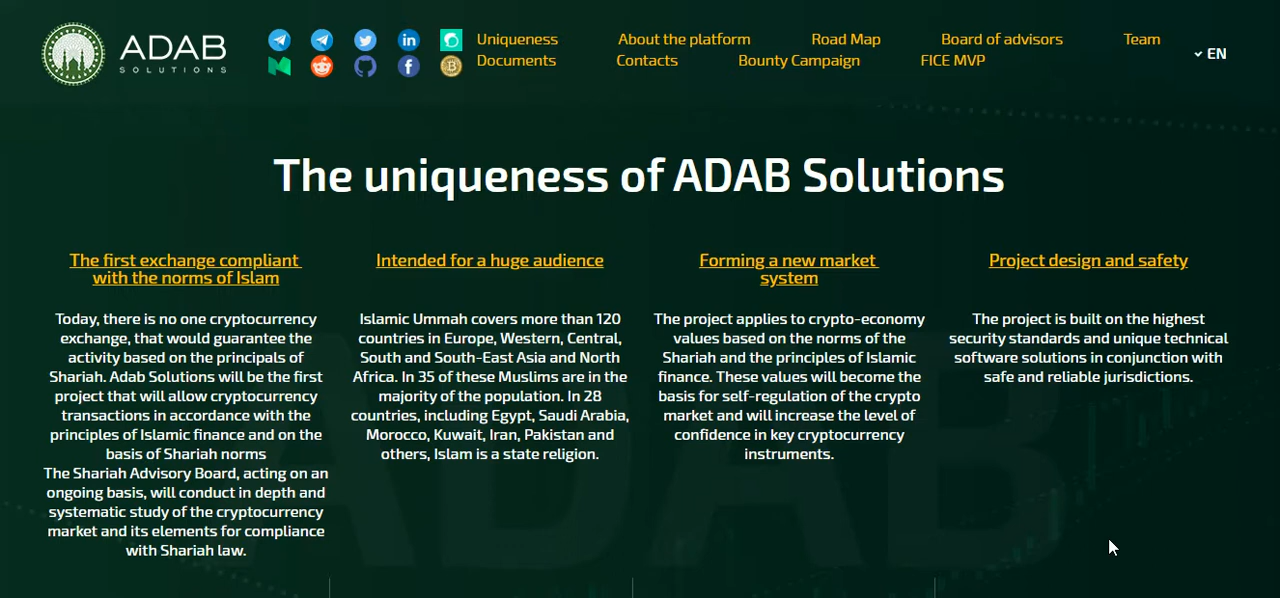 ADAB
SOLUTIONS
Uniqueness About the platform Road Map Board of advisors Team
Documents Contacts Bounty Campaign FICE MVP
EN
The uniqueness of ADAB Solutions
The first exchange compliant
with the norms of Islam
Today, there is no one cryptocurrency
exchange, that would guarantee the
activity based on the principals of
Shariah. Adab Solutions will be the first
project that will allow cryptocurrency
transactions in accordance with the
principles of Islamic finance and on the
basis of Shariah norms
The Shariah Advisory Board, acting on an
ongoing basis, will conduct in depth and
systematic study of the cryptocurrency
market and its elements for compliance
with Shariah law.
Intended for a huge audience
Islamic Ummah covers more than 120
countries in Europe, Western, Central,
South and South-East Asia and North
Africa. In 35 of these Muslims are in the
majority of the population. In 28
countries, including Egypt, Saudi Arabia,
Morocco, Kuwait, Iran, Pakistan and
others, Islam is a state religion.
Forming a new market
system
The project applies to crypto-economy
values based on the norms of the
Shariah and the principles of Islamic
finance. These values will become the
basis for self-regulation of the crypto
market and will increase the level of
confidence in key cryptocurrency
instruments.
Project design and safety
The project is built on the highest
security standards and unique technical
software solutions in conjunction with
safe and reliable jurisdictions.
ADAB